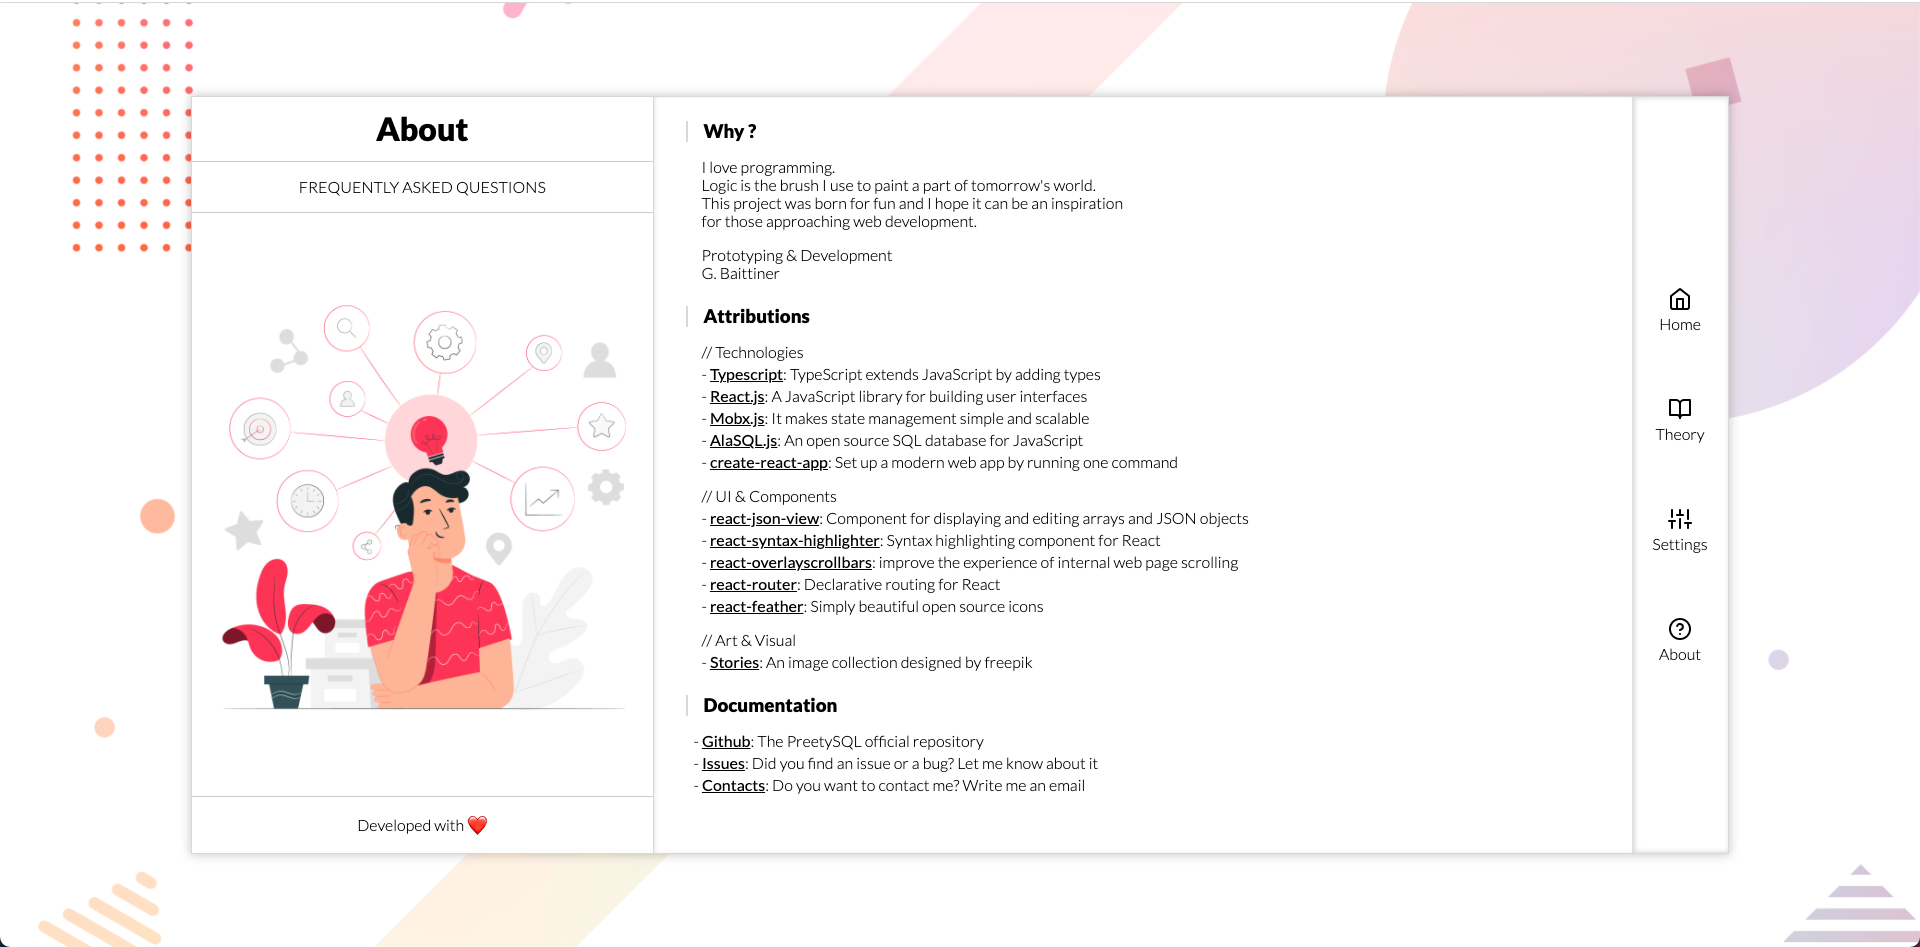 About
FREQUENTLY ASKED QUESTIONS
Developed with ❤️
Why ?
I love programming.
Logic is the brush I use to paint a part of tomorrow's world.
This project was born for fun and I hope it can be an inspiration
for those approaching web development.
Prototyping & Development
G. Baittiner
Attributions
// Technologies
- Typescript: TypeScript extends JavaScript by adding types
- React.js: A JavaScript library for building user interfaces
- Mobx.js: It makes state management simple and scalable
- AlaSQL.js: An open source SQL database for JavaScript
- create-react-app: Set up a modern web app by running one command
// UI & Components
- react-json-view: Component for displaying and editing arrays and JSON objects
- react-syntax-highlighter: Syntax highlighting component for React
- react-overlayscrollbars: improve the experience of internal web page scrolling
- react-router: Declarative routing for React
- react-feather: Simply beautiful open source icons
// Art & Visual
- Stories: An image collection designed by freepik
Documentation
- Github: The PreetySQL official repository
- Issues: Did you find an issue or a bug? Let me know about it
- Contacts: Do you want to contact me? Write me an email
Home
Theory
Settings
About